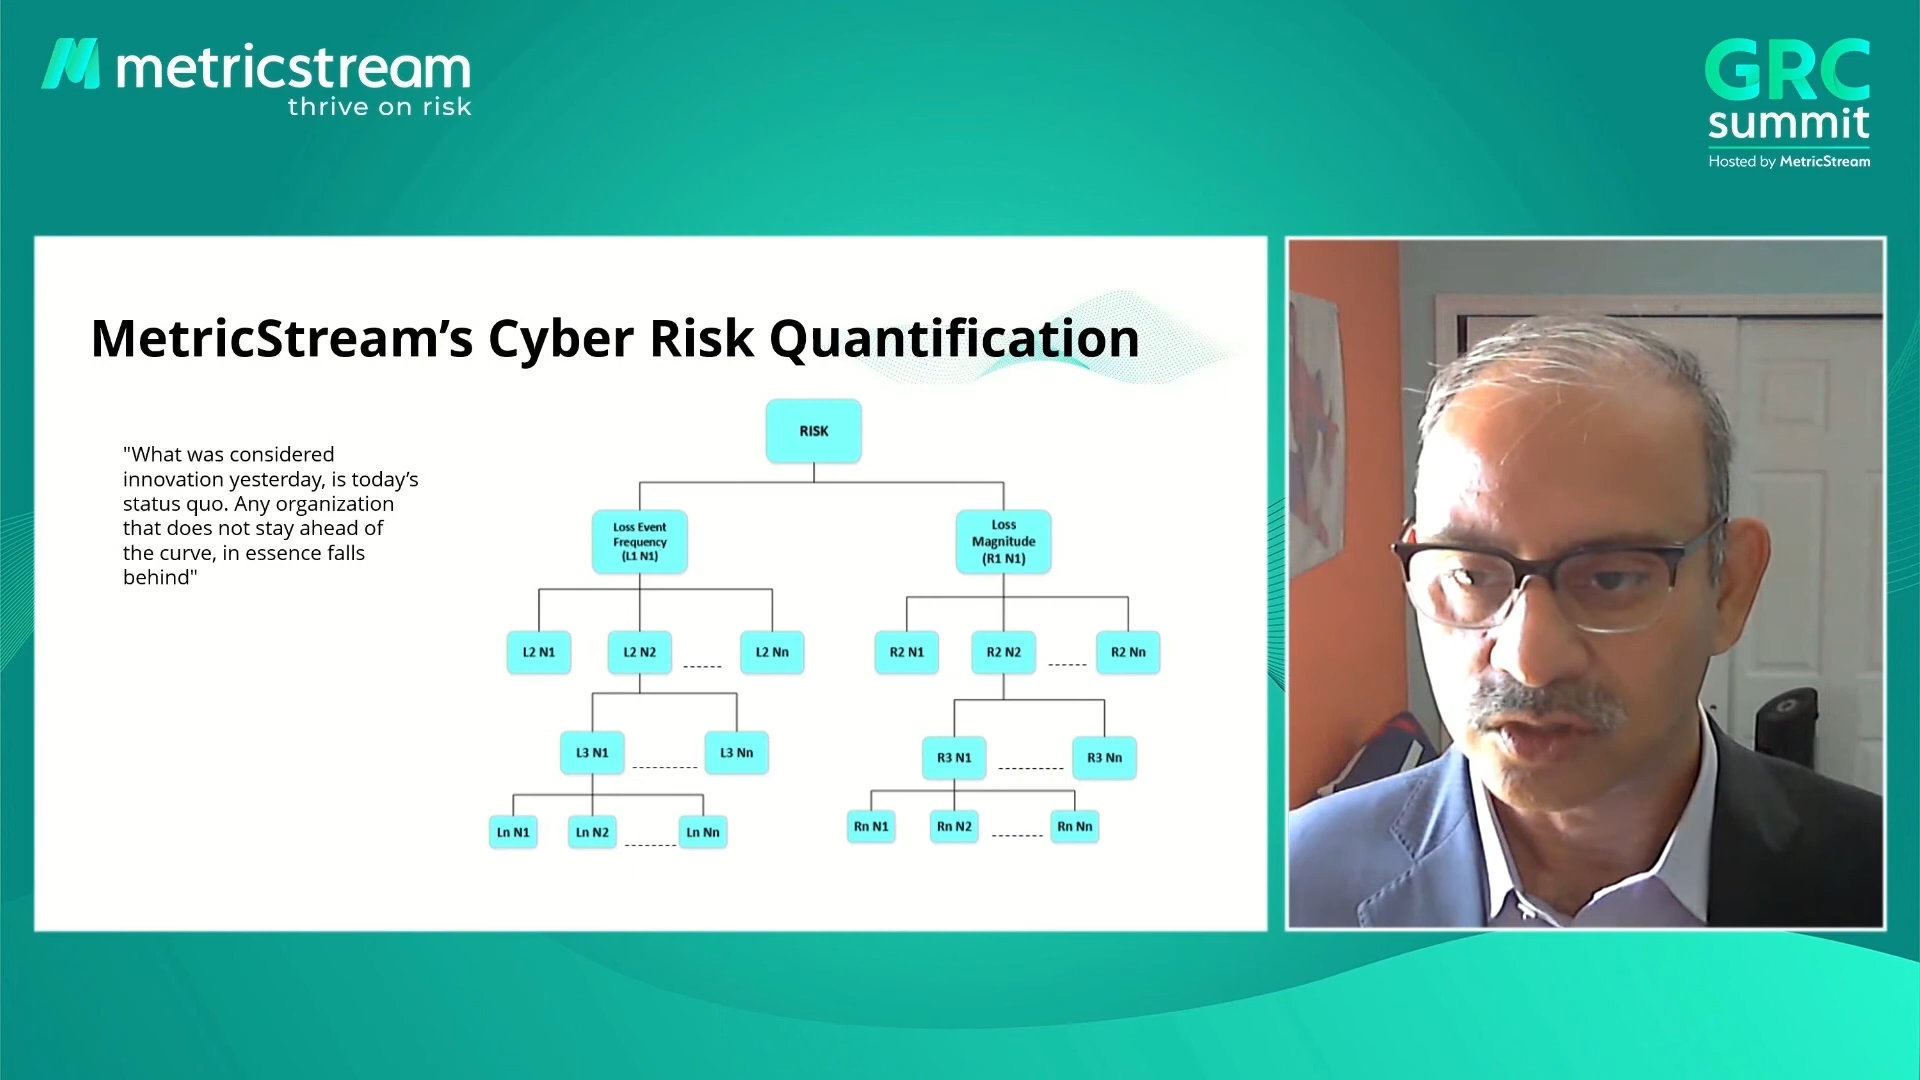 metricstream
thrive on risk
GRC
summit
Hosted by MetricStream
MetricStream’s Cyber Risk Quantification
"What was considered
innovation yesterday, is today’s
status quo. Any organization
that does not stay ahead of
the curve, in essence falls
behind"
RISK
Loss Event
Frequency
(L1 N1)
Loss
Magnitude
(R1 N1)
L2 N1
L2 N2
L2 Nn
R2 N1
R2 N2
R2 Nn
L3 N1
L3 Nn
R3 N1
R3 Nn
Ln N1
Ln N2
Ln Nn
Rn N1
Rn N2
Rn Nn